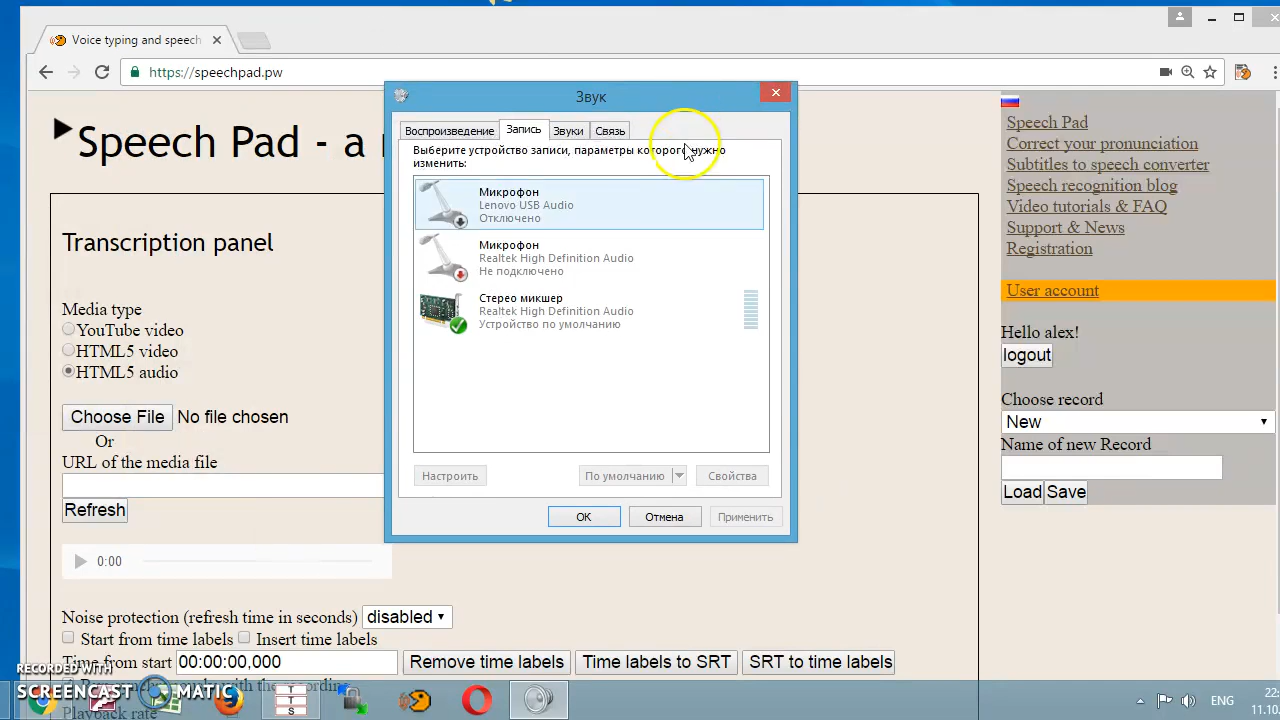 Voice typing and speech
https://speechpad.pw
Speech Pad - a
Звук
Воспроизведение
Запись
Звуки
Связь
Выберите устройство записи, параметры которого нужно
изменить:
Микрофон
Lenovo USB Audio
Отключено
Микрофон
Realtek High Definition Audio
Не подключено
Стерео микшер
Realtek High Definition Audio
Устройство по умолчанию
Настроить
По умолчанию
Свойства
OK
Отмена
Применить
Transcription panel
Media type
YouTube video
HTML5 video
HTML5 audio
Choose File No file chosen
Or
URL of the media file
Refresh
0:00
Noise protection (refresh time in seconds) disabled
Start from time labels Insert time labels
Time from start 00:00:00,000 Remove time labels Time labels to SRT SRT to time labels
with the recording
Playback rate
Speech Pad
Correct your pronunciation
Subtitles to speech converter
Speech recognition blog
Video tutorials & FAQ
Support & News
Registration
User account
Hello alex!
logout
Choose record
New
Name of new Record
Load Save
RECORDED WITH
SCREENCAST MATIC
T
T
S
ENG
22:
11.10.